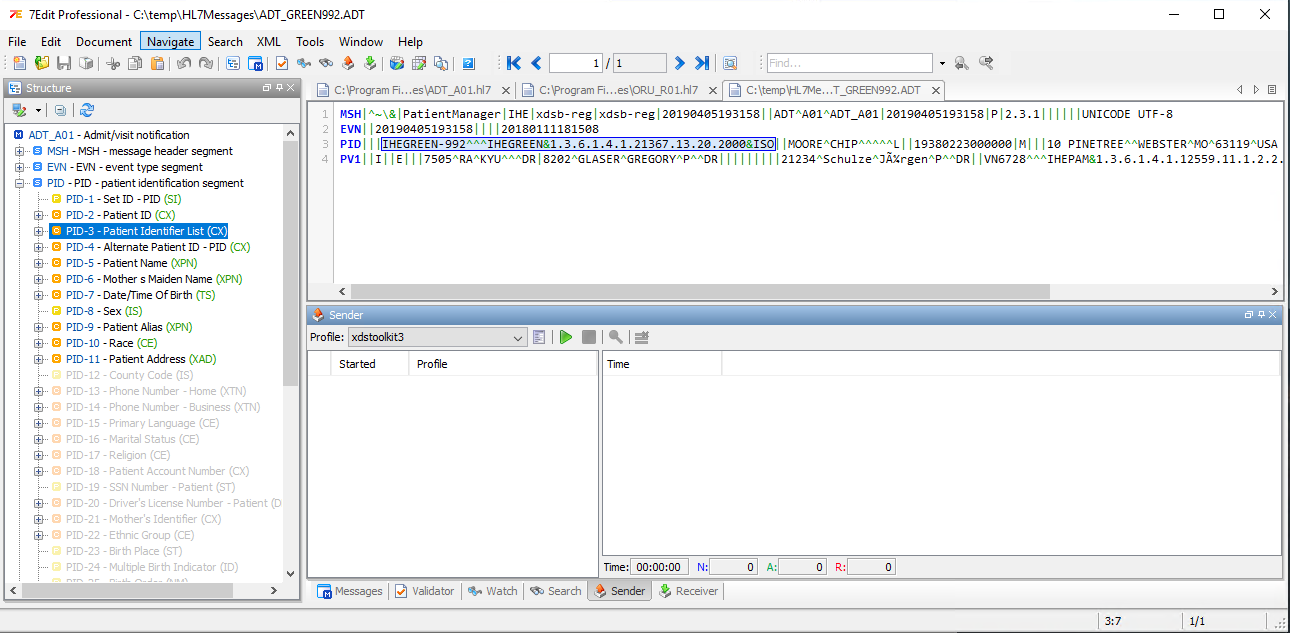 7Edit Professional - C:\temp\HL7Messages\ADT_GREEN992.ADT
File Edit Document Navigate Search XML Tools Window Help
1 / 1 Find...
Structure
C:\Program Fi...es\ADT_A01.hl7 C:\Program Fi...es\ORU_R01.hl7 C:\temp\HL7Me...T_GREEN992.ADT
ADT_A01 - Admit/visit notification
MSH - MSH - message header segment
EVN - EVN - event type segment
PID - PID - patient identification segment
PID-1 - Set ID - PID (SI)
PID-2 - Patient ID (CX)
PID-3 - Patient Identifier List (CX)
PID-4 - Alternate Patient ID - PID (CX)
PID-5 - Patient Name (XPN)
PID-6 - Mother s Maiden Name (XPN)
PID-7 - Date/Time Of Birth (TS)
PID-8 - Sex (IS)
PID-9 - Patient Alias (XPN)
PID-10 - Race (CE)
PID-11 - Patient Address (XAD)
PID-12 - County Code (IS)
PID-13 - Phone Number - Home (XTN)
PID-14 - Phone Number - Business (XTN)
PID-15 - Primary Language (CE)
PID-16 - Marital Status (CE)
PID-17 - Religion (CE)
PID-18 - Patient Account Number (CX)
PID-19 - SSN Number - Patient (ST)
PID-20 - Driver's License Number - Patient (D
PID-21 - Mother's Identifier (CX)
PID-22 - Ethnic Group (CE)
PID-23 - Birth Place (ST)
PID-24 - Multiple Birth Indicator (ID)
PID-25 - Birth Order (NM)
1 MSH|^~\&|PatientManager|IHE|xdsb-reg|xdsb-reg|20190405193158||ADT^A01^ADT_A01|20190405193158|P|2.3.1||||||UNICODE UTF-8
2 EVN||20190405193158||||20180111181508
3 PID|||IHEGREEN-992^^^IHEGREEN&1.3.6.1.4.1.21367.13.20.2000&ISO||MOORE^CHIP^^^^^L||19380223000000|M|||10 PINETREE^^WEBSTER^MO^63119^USA
4 PV1||I||E|||7505^RA^KYU^^^DR|8202^GLASER^GREGORY^P^^DR||||||||||21234^Schulze^JÃ¼rgen^P^^DR||VN6728^^^IHEPAM&1.3.6.1.4.1.12559.11.1.2.2.
Sender
Profile: xdstoolkit3
Started Profile Time
Time: 00:00:00 N: 0 A: 0 R: 0
Messages Validator Watch Search Sender Receiver
3:7 1/1